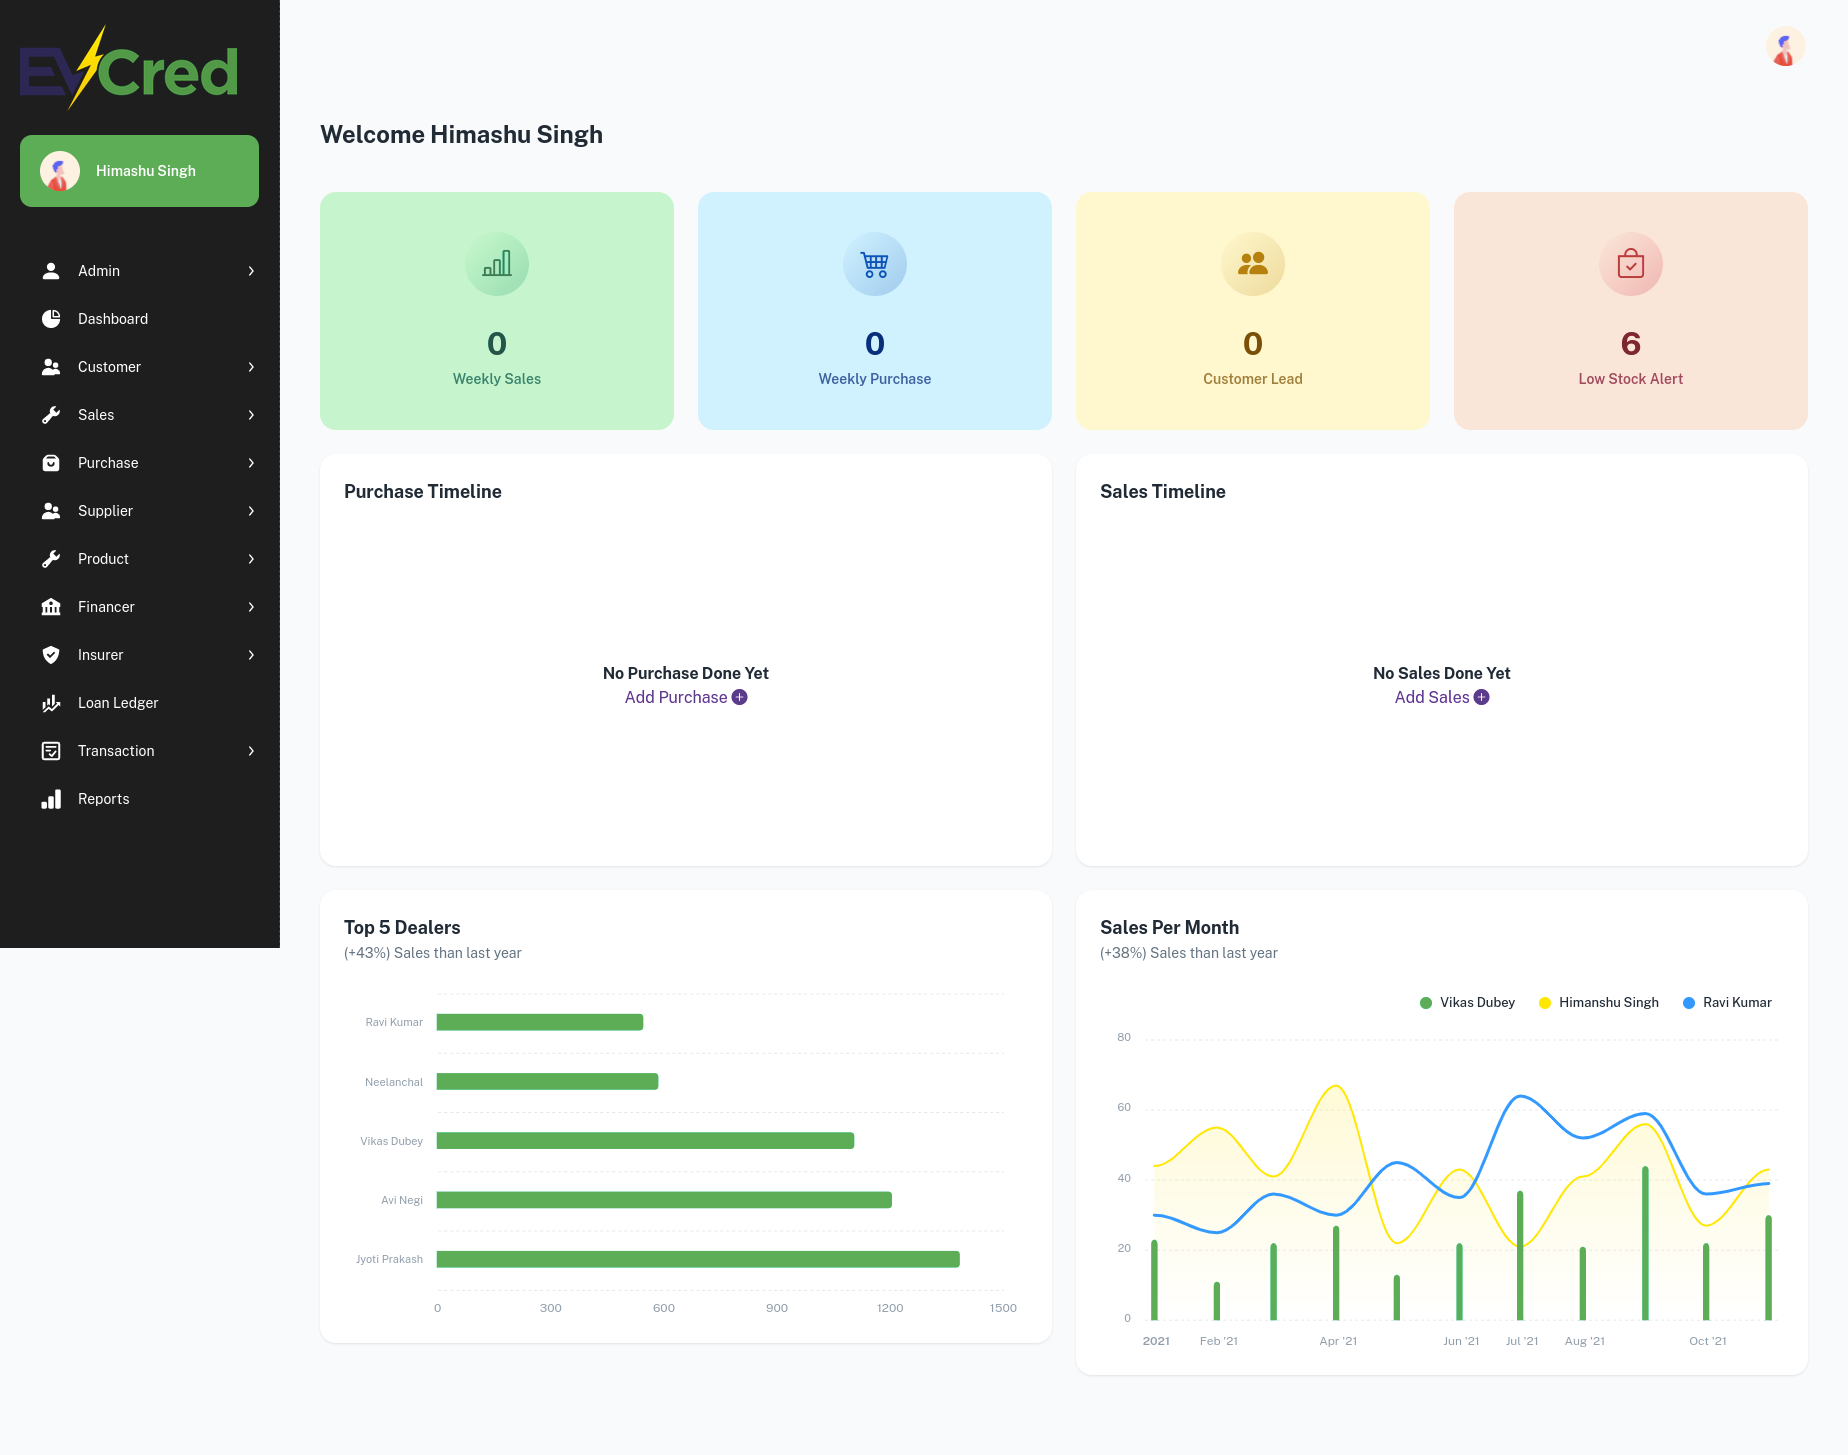 EVCred
Himashu Singh
Admin
Dashboard
Customer
Sales
Purchase
Supplier
Product
Financer
Insurer
Loan Ledger
Transaction
Reports
Welcome Himashu Singh
0
Weekly Sales
0
Weekly Purchase
0
Customer Lead
6
Low Stock Alert
Purchase Timeline
No Purchase Done Yet
Add Purchase
Sales Timeline
No Sales Done Yet
Add Sales
Top 5 Dealers
(+43%) Sales than last year
Ravi Kumar
Neelanchal
Vikas Dubey
Avi Negi
Jyoti Prakash
0 300 600 900 1200 1500
Sales Per Month
(+38%) Sales than last year
Vikas Dubey Himanshu Singh Ravi Kumar
80
60
40
20
0
2021 Feb '21 Apr '21 Jun '21 Jul '21 Aug '21 Oct '21